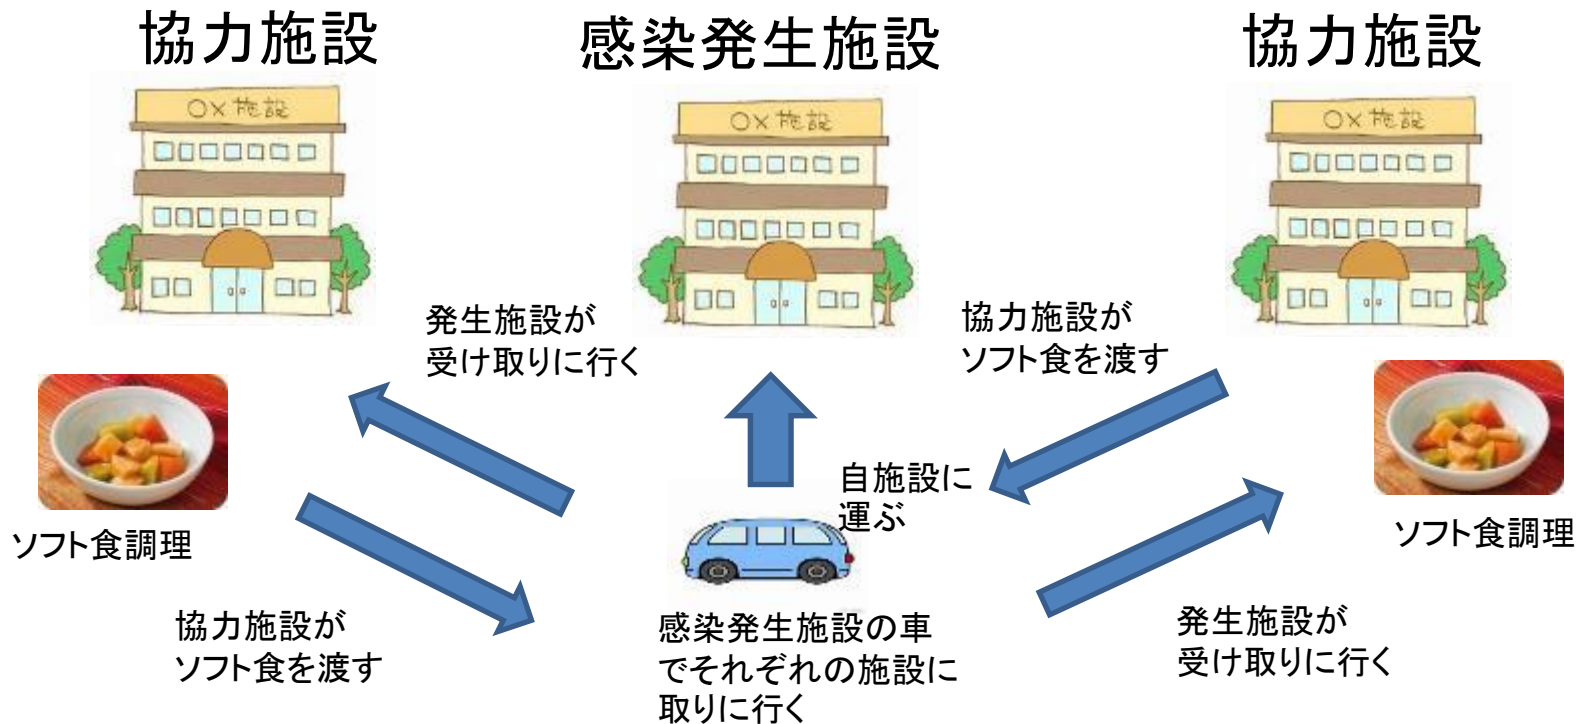 協力施設
感染発生施設
協力施設
○×施設
○×施設
○×施設
発生施設が
受け取りに行く
協力施設が
ソフト食を渡す
自施設に
運ぶ
ソフト食調理
ソフト食調理
協力施設が
ソフト食を渡す
感染発生施設の車
でそれぞれの施設に
取りに行く
発生施設が
受け取りに行く